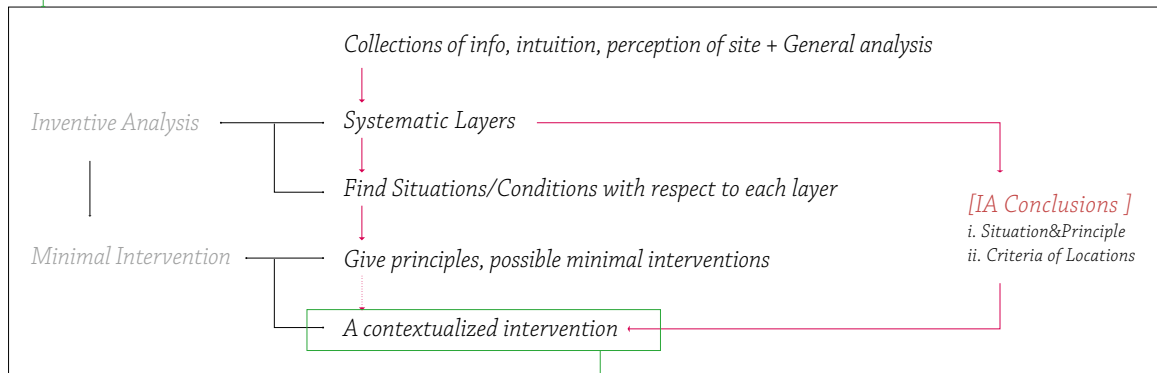 Collections of info, intuition, perception of site + General analysis
Inventive Analysis
Systematic Layers
Find Situations/Conditions with respect to each layer
[IA Conclusions ]
i. Situation&Principle
ii. Criteria of Locations
Minimal Intervention
Give principles, possible minimal interventions
A contextualized intervention